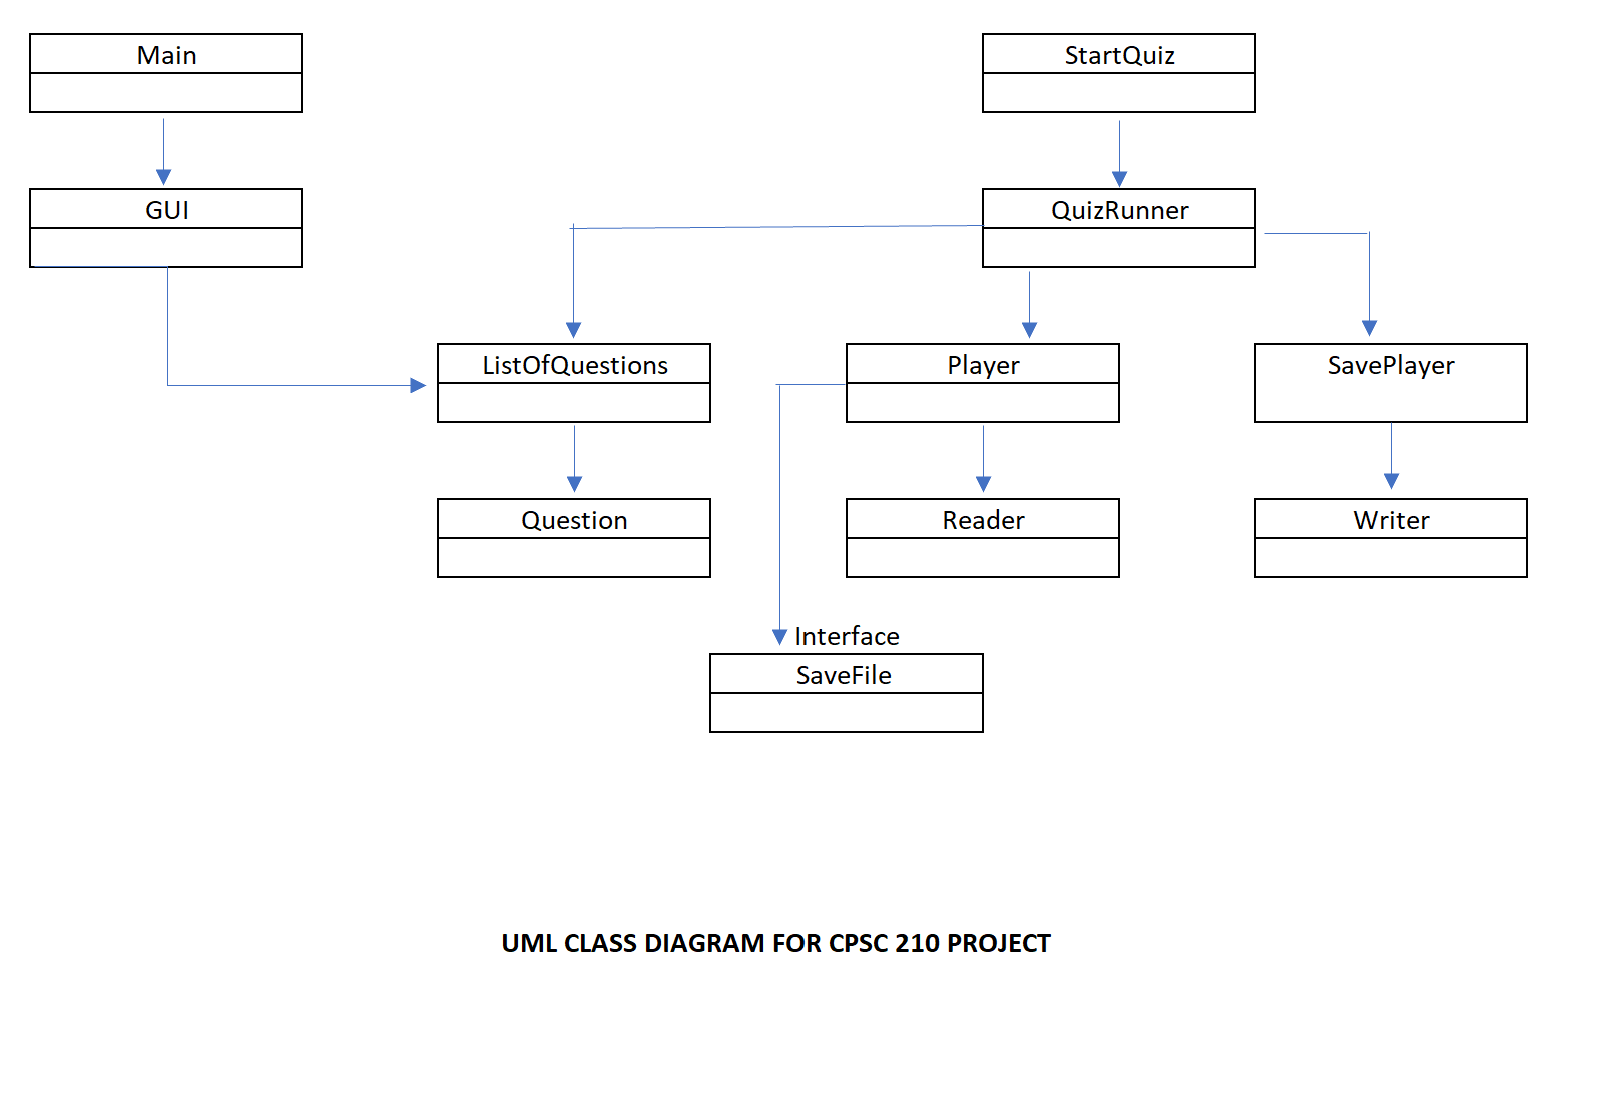 Main
StartQuiz
GUI
QuizRunner
ListOfQuestions
Player
SavePlayer
Question
Reader
Writer
Interface
SaveFile
UML CLASS DIAGRAM FOR CPSC 210 PROJECT